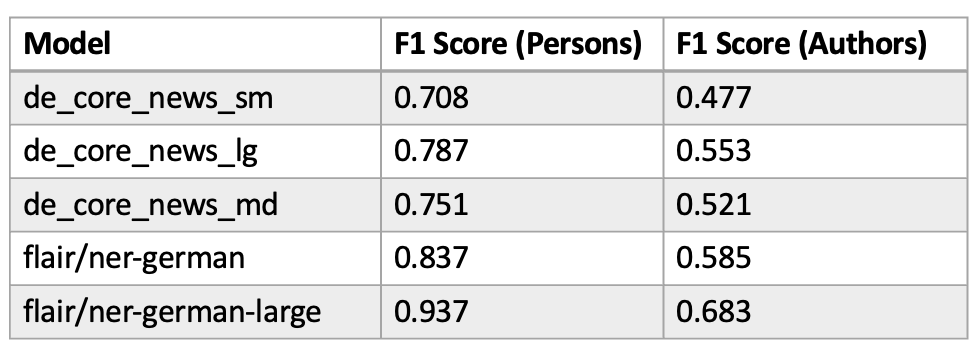 Model F1 Score (Persons) F1 Score (Authors)
de_core_news_sm 0.708 0.477
de_core_news_lg 0.787 0.553
de_core_news_md 0.751 0.521
flair/ner-german 0.837 0.585
flair/ner-german-large 0.937 0.683